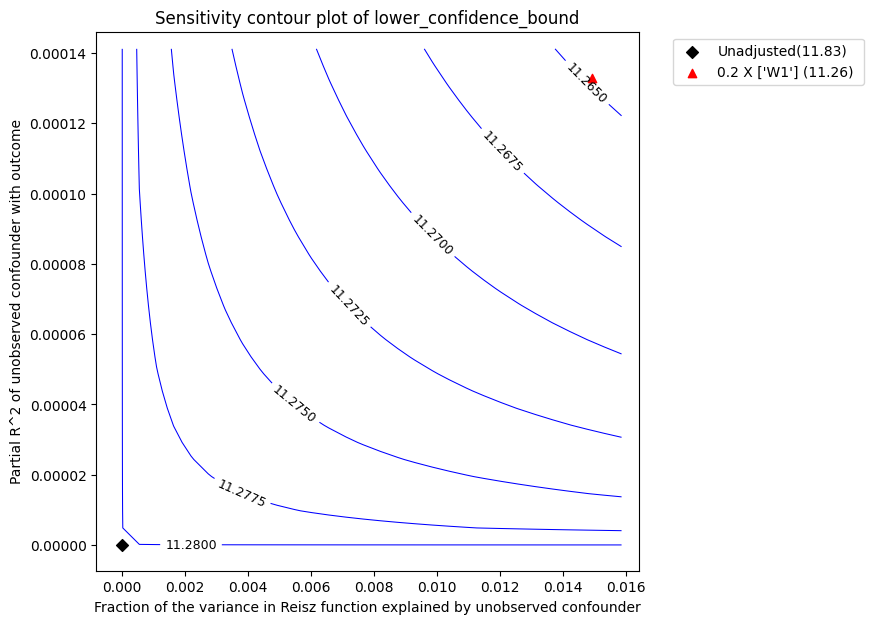 Sensitivity contour plot of lower_confidence_bound
Unadjusted(11.83)
0.2 X ['W1'] (11.26)
Partial R^2 of unobserved confounder with outcome
0.00014
0.00012
0.00010
0.00008
0.00006
0.00004
0.00002
0.00000
11.2650
11.2675
11.2700
11.2725
11.2750
11.2775
11.2800
0.000 0.002 0.004 0.006 0.008 0.010 0.012 0.014 0.016
Fraction of the variance in Reisz function explained by unobserved confounder